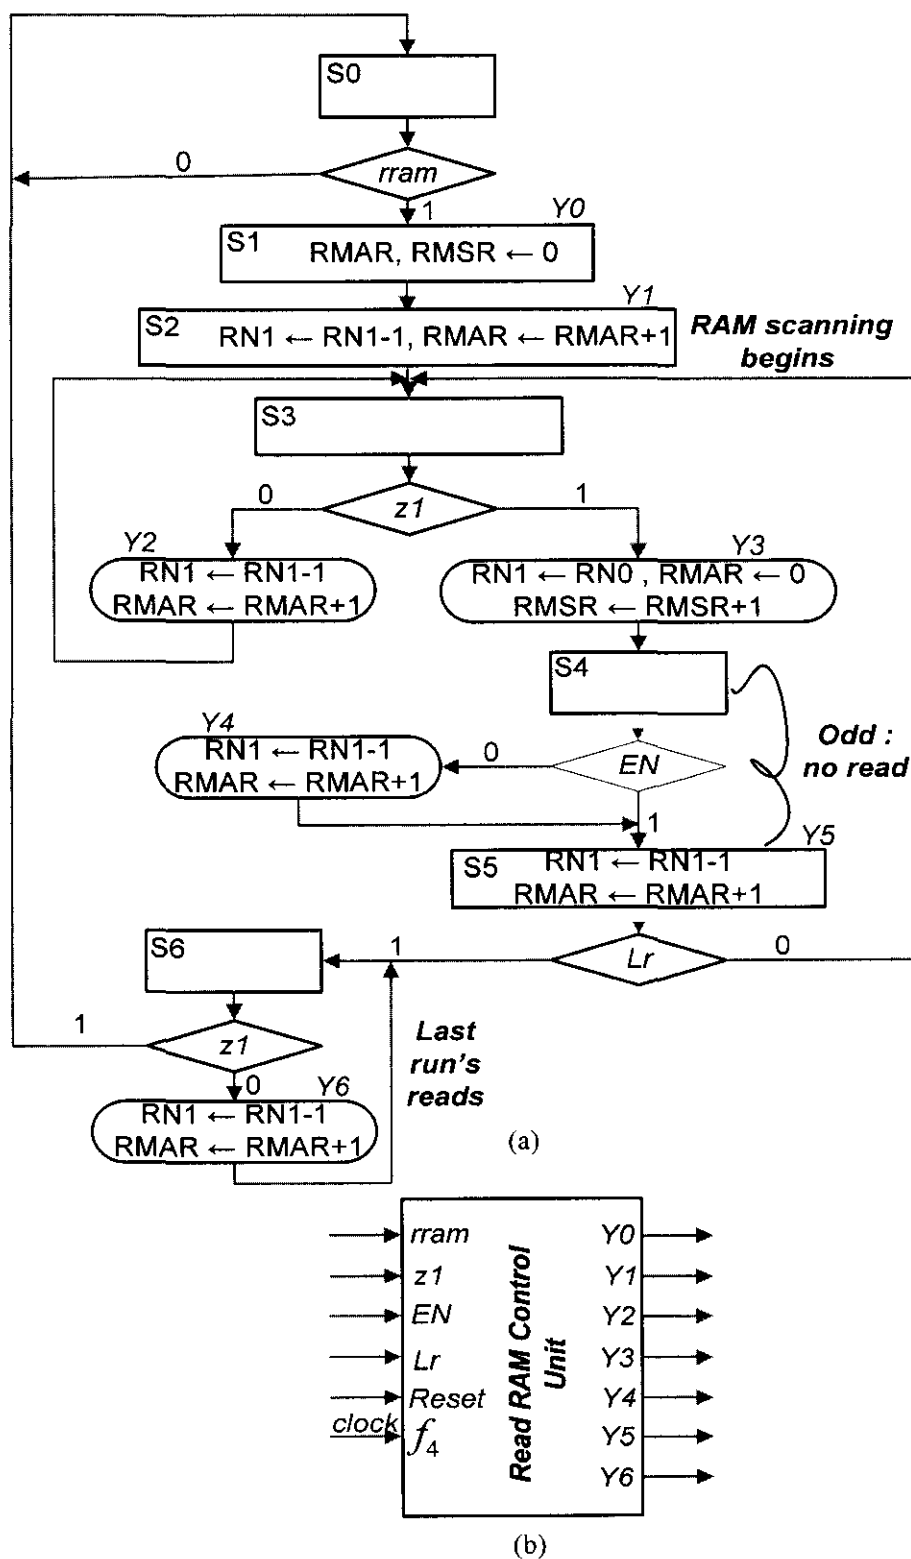 S0
0
rram
1
Y0
S1 RMAR, RMSR ← 0
Y1
S2 RN1 ← RN1-1, RMAR ← RMAR+1
RAM scanning
begins
S3
0
z1
1
Y2
RN1 ← RN1-1
RMAR ← RMAR+1
Y3
RN1 ← RN0 , RMAR ← 0
RMSR ← RMSR+1
S4
Y4
RN1 ← RN1-1
RMAR ← RMAR+1
0
EN
1
Odd :
no read
Y5
S5 RN1 ← RN1-1
RMAR ← RMAR+1
S6
1
Lr
0
1
z1
0
Last
run's
reads
Y6
RN1 ← RN1-1
RMAR ← RMAR+1
(a)
rram
z1
EN
Lr
Reset
clock f4
Read RAM Control
Unit
Y0
Y1
Y2
Y3
Y4
Y5
Y6
(b)